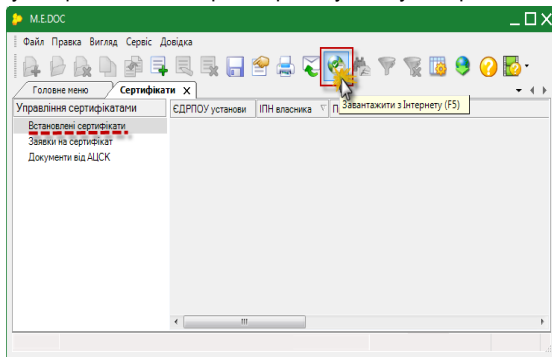 M.E.DOC
Файл Правка Вигляд Сервіс Довідка
Головне меню Сертифікати X
Управління сертифікатами
ЄДРПОУ установи ІПН власника П
Завантажити з Інтернету (F5)
Встановлені сертифікати
Заявки на сертифікат
Документи від АЦСК